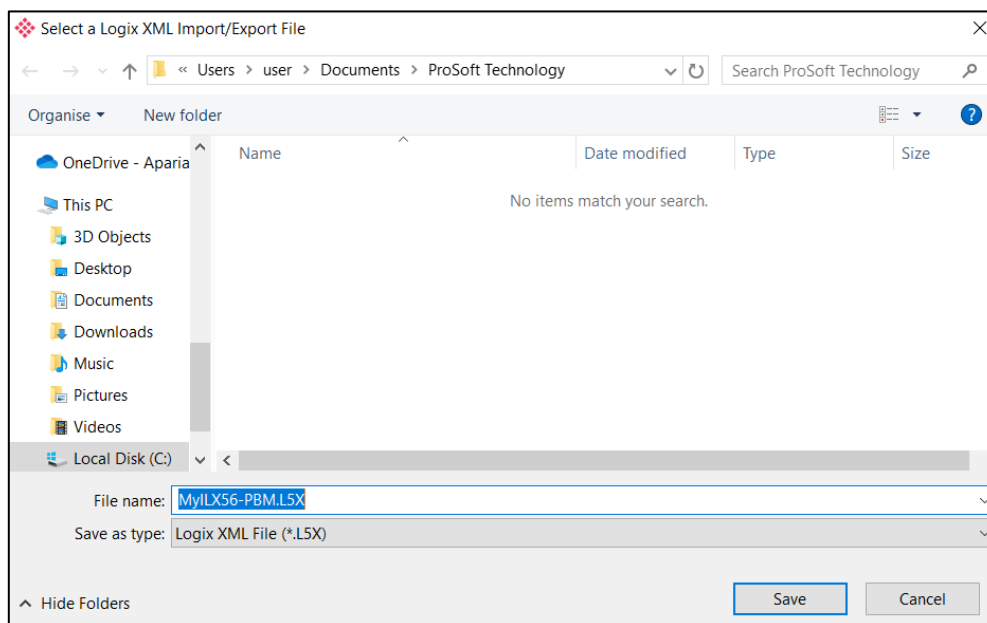 Select a Logix XML Import/Export File
« Users > user > Documents > ProSoft Technology
Search ProSoft Technology
Organise
New folder
Name
Date modified
Type
Size
OneDrive - Aparia
No items match your search.
This PC
3D Objects
Desktop
Documents
Downloads
Music
Pictures
Videos
Local Disk (C:)
File name: MyILX56-PBM.L5X
Save as type: Logix XML File (*.L5X)
Hide Folders
Save
Cancel